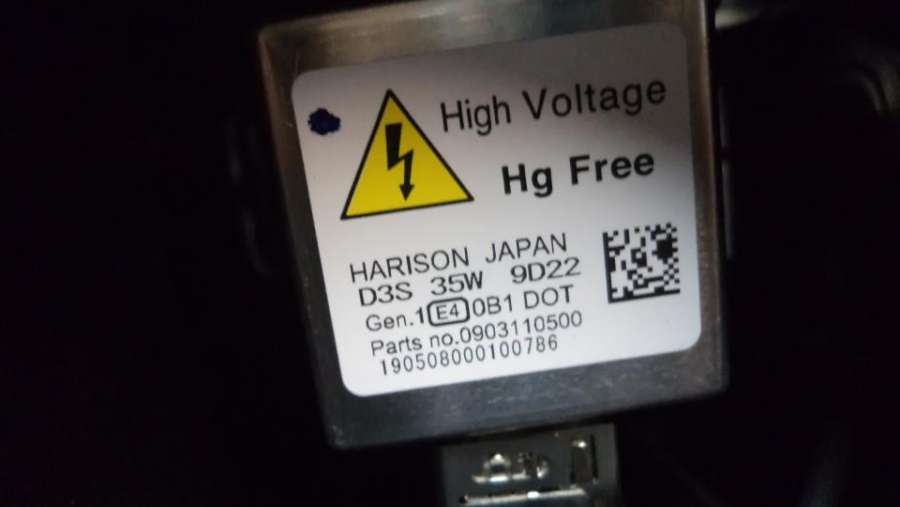 High Voltage
Hg Free
HARISON JAPAN
D3S 35W 9D22
Gen.1 E4 0B1 DOT
Parts no.0903110500
190508000100786